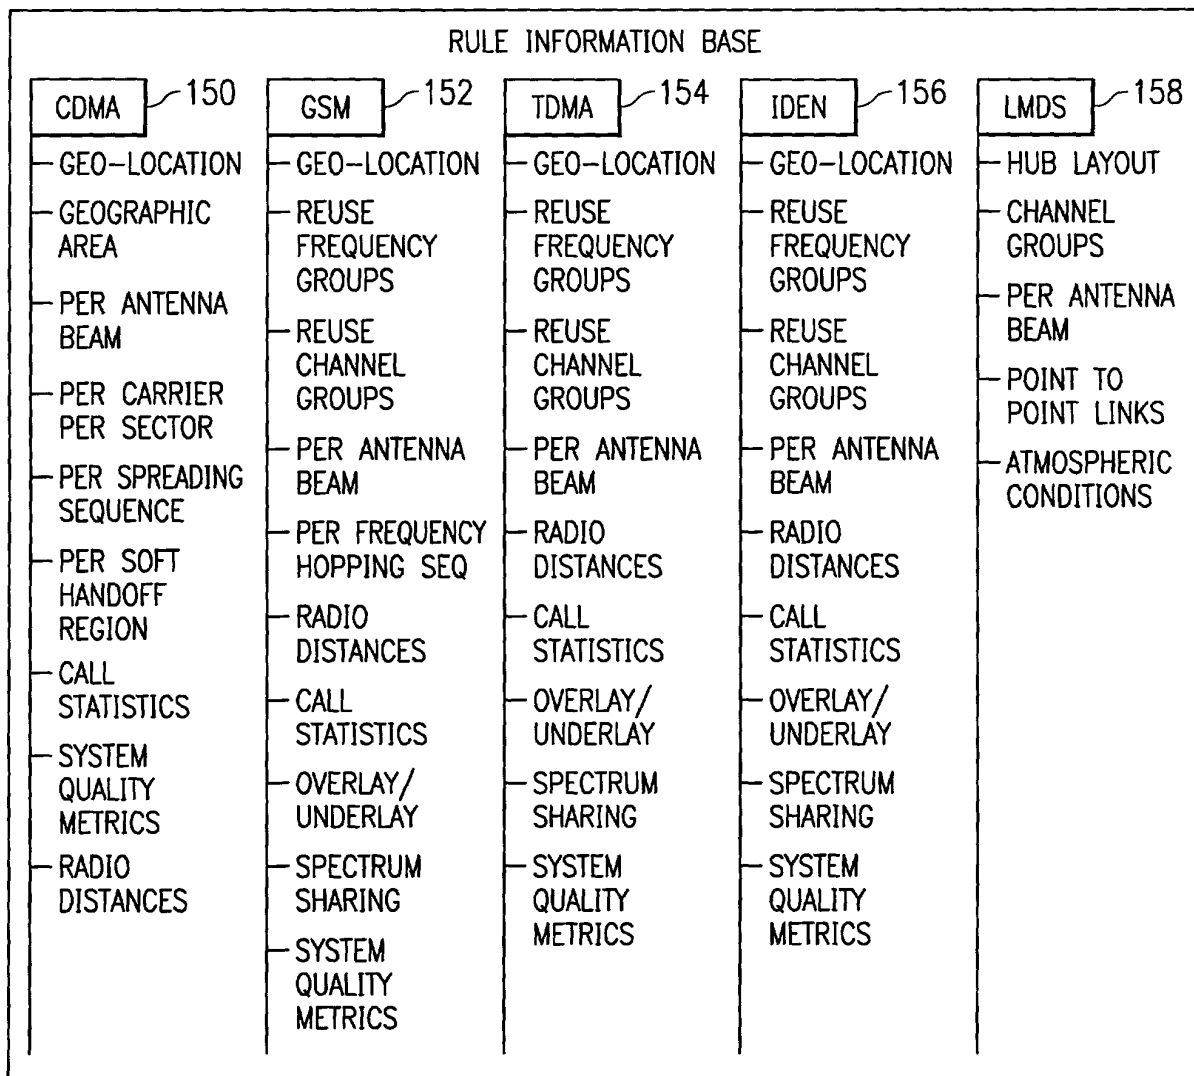 RULE INFORMATION BASE
CDMA
150
GEO-LOCATION
GEOGRAPHIC
AREA
PER ANTENNA
BEAM
PER CARRIER
PER SECTOR
PER SPREADING
SEQUENCE
PER SOFT
HANDOFF
REGION
CALL
STATISTICS
SYSTEM
QUALITY
METRICS
RADIO
DISTANCES
GSM
152
GEO-LOCATION
REUSE
FREQUENCY
GROUPS
REUSE
CHANNEL
GROUPS
PER ANTENNA
BEAM
PER FREQUENCY
HOPPING SEQ
RADIO
DISTANCES
CALL
STATISTICS
OVERLAY/
UNDERLAY
SPECTRUM
SHARING
SYSTEM
QUALITY
METRICS
TDMA
154
GEO-LOCATION
REUSE
FREQUENCY
GROUPS
REUSE
CHANNEL
GROUPS
PER ANTENNA
BEAM
RADIO
DISTANCES
CALL
STATISTICS
OVERLAY/
UNDERLAY
SPECTRUM
SHARING
SYSTEM
QUALITY
METRICS
IDEN
156
GEO-LOCATION
REUSE
FREQUENCY
GROUPS
REUSE
CHANNEL
GROUPS
PER ANTENNA
BEAM
RADIO
DISTANCES
CALL
STATISTICS
OVERLAY/
UNDERLAY
SPECTRUM
SHARING
SYSTEM
QUALITY
METRICS
LMDS
158
HUB LAYOUT
CHANNEL
GROUPS
PER ANTENNA
BEAM
POINT TO
POINT LINKS
ATMOSPHERIC
CONDITIONS